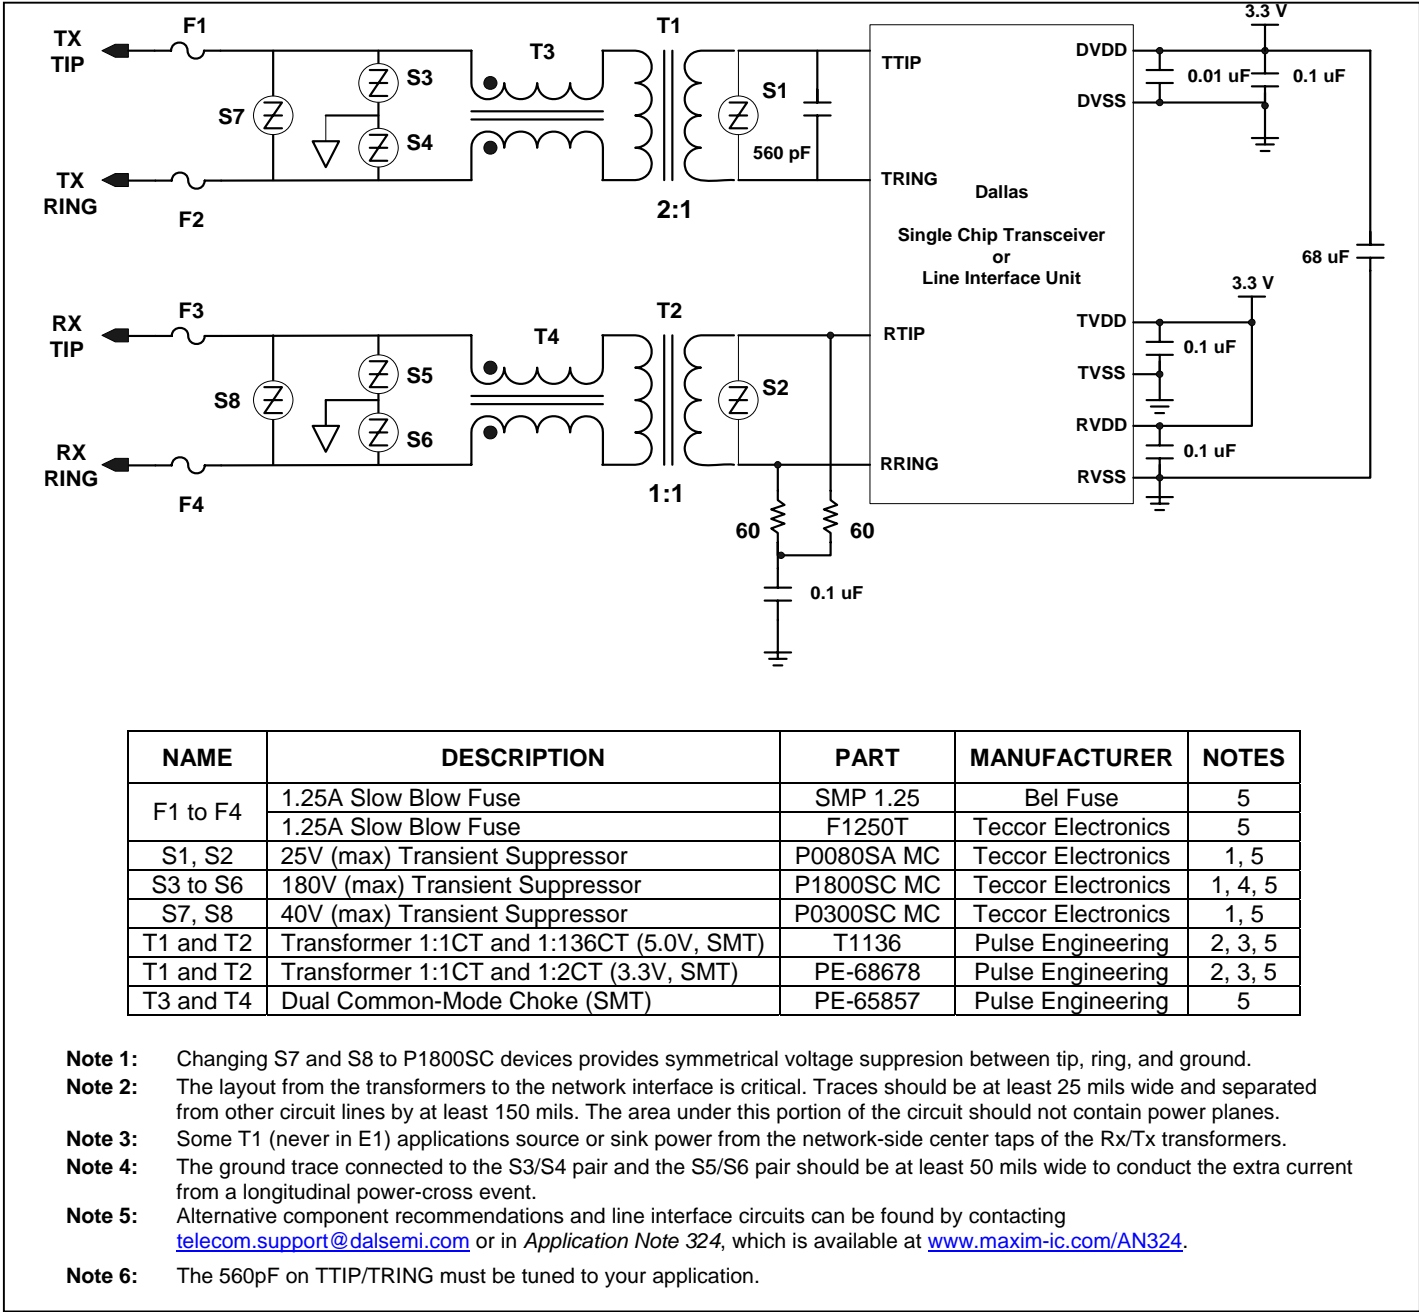 3.3 V
F1
T1
TX
TIP
T3
S3
S7
S4
S1
560 pF
TTIP
DVDD
0.01 uF
0.1 uF
DVSS
TX
RING
F2
2:1
TRING
Dallas
Single Chip Transceiver
or
Line Interface Unit
68 uF
3.3 V
F3
T2
RX
TIP
T4
S5
S8
S6
S2
RTIP
TVDD
0.1 uF
TVSS
RVDD
0.1 uF
RVSS
RX
RING
F4
1:1
RRING
60
60
0.1 uF
NAME DESCRIPTION PART MANUFACTURER NOTES
F1 to F4 1.25A Slow Blow Fuse SMP 1.25 Bel Fuse 5
1.25A Slow Blow Fuse F1250T Teccor Electronics 5
S1, S2 25V (max) Transient Suppressor P0080SA MC Teccor Electronics 1, 5
S3 to S6 180V (max) Transient Suppressor P1800SC MC Teccor Electronics 1, 4, 5
S7, S8 40V (max) Transient Suppressor P0300SC MC Teccor Electronics 1, 5
T1 and T2 Transformer 1:1CT and 1:136CT (5.0V, SMT) T1136 Pulse Engineering 2, 3, 5
T1 and T2 Transformer 1:1CT and 1:2CT (3.3V, SMT) PE-68678 Pulse Engineering 2, 3, 5
T3 and T4 Dual Common-Mode Choke (SMT) PE-65857 Pulse Engineering 5
Note 1: Changing S7 and S8 to P1800SC devices provides symmetrical voltage suppresion between tip, ring, and ground.
Note 2: The layout from the transformers to the network interface is critical. Traces should be at least 25 mils wide and separated
from other circuit lines by at least 150 mils. The area under this portion of the circuit should not contain power planes.
Note 3: Some T1 (never in E1) applications source or sink power from the network-side center taps of the Rx/Tx transformers.
Note 4: The ground trace connected to the S3/S4 pair and the S5/S6 pair should be at least 50 mils wide to conduct the extra current
from a longitudinal power-cross event.
Note 5: Alternative component recommendations and line interface circuits can be found by contacting
telecom.support@dalsemi.com or in Application Note 324, which is available at www.maxim-ic.com/AN324.
Note 6: The 560pF on TTIP/TRING must be tuned to your application.